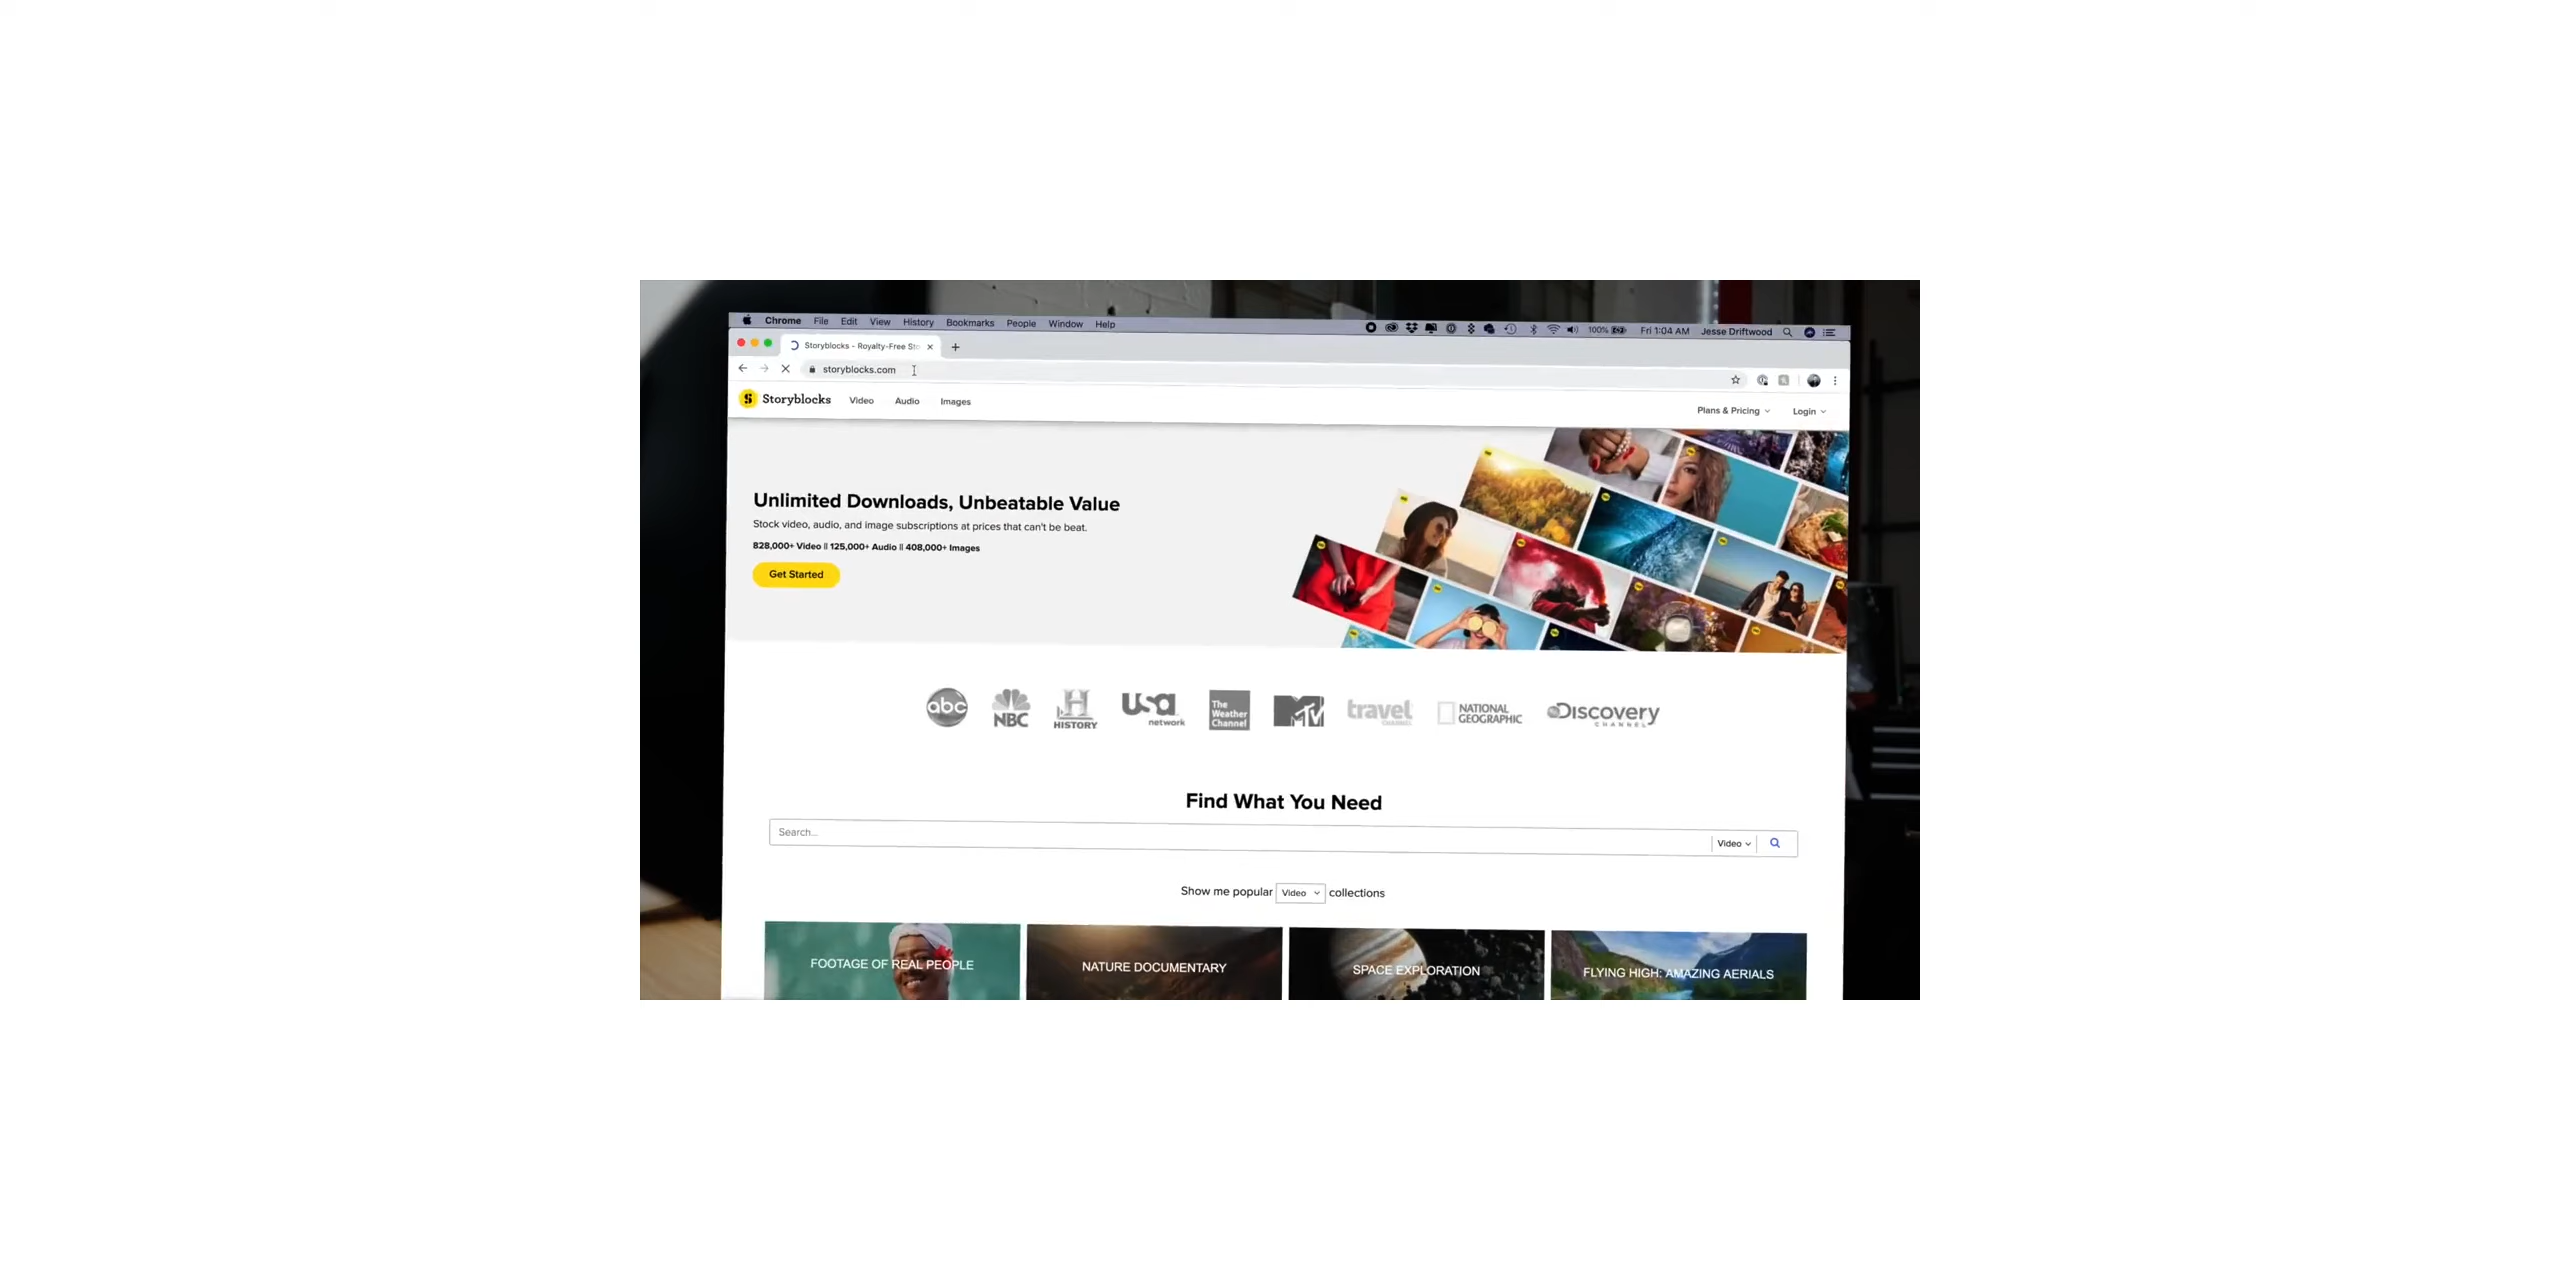 Chrome File Edit View History Bookmarks People Window Help 100% Fri 1:04 AM Jesse Driftwood
Storyblocks - Royalty-Free Sto
storyblocks.com
Storyblocks Video Audio Images Plans & Pricing Login
Unlimited Downloads, Unbeatable Value
Stock video, audio, and image subscriptions at prices that can't be beat.
828,000+ Video || 125,000+ Audio || 408,000+ Images
Get Started
abc NBC HISTORY usa network The Weather Channel MTV travel CHANNEL NATIONAL GEOGRAPHIC Discovery CHANNEL
Find What You Need
Search... Video
Show me popular Video collections
FOOTAGE OF REAL PEOPLE NATURE DOCUMENTARY SPACE EXPLORATION FLYING HIGH: AMAZING AERIALS